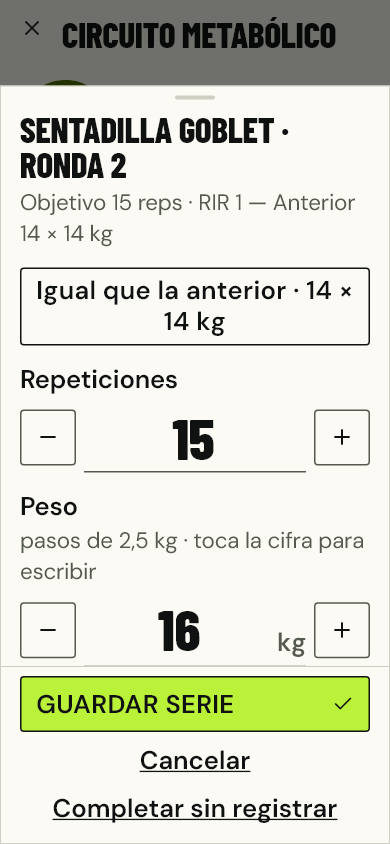 CIRCUITO METABÓLICO
SENTADILLA GOBLET ·
RONDA 2
Objetivo 15 reps · RIR 1 — Anterior
14 × 14 kg
Igual que la anterior · 14 ×
14 kg
Repeticiones
− 15 +
Peso
pasos de 2,5 kg · toca la cifra para
escribir
− 16 kg +
GUARDAR SERIE
Cancelar
Completar sin registrar